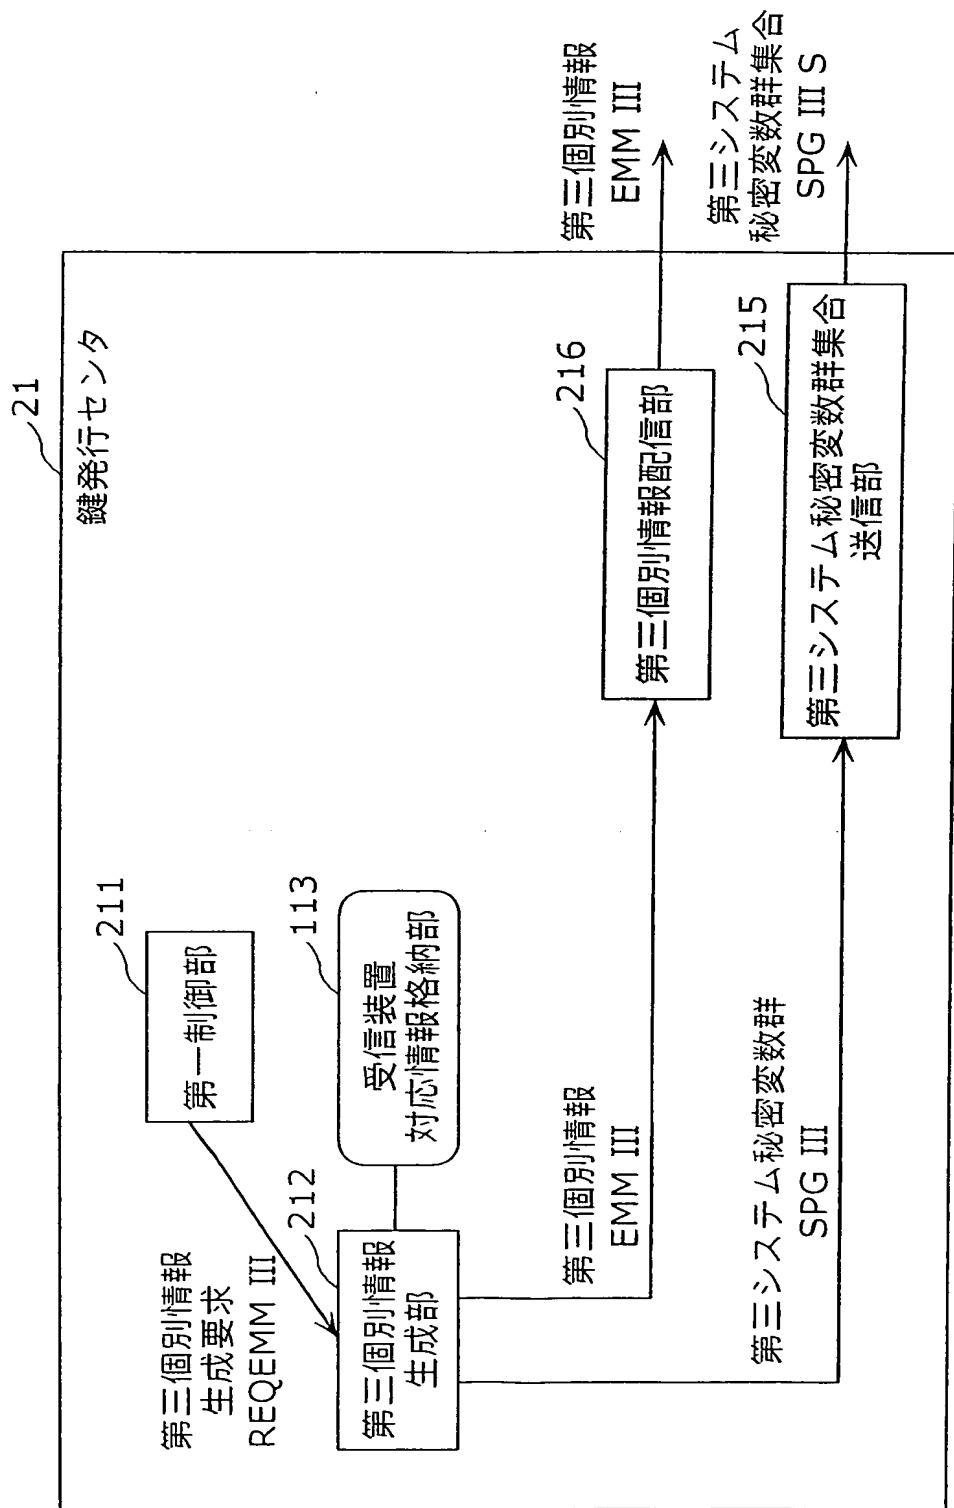 21
鍵発行センタ
211
第一制御部
第三個別情報
生成要求
REQEMM III
212
第三個別情報
生成部
113
受信装置
対応情報格納部
第三個別情報
EMM III
216
第三個別情報配信部
第三個別情報
EMM III
第三システム秘密変数群
SPG III
215
第三システム秘密変数群集合
送信部
第三システム
秘密変数群集合
SPG III S